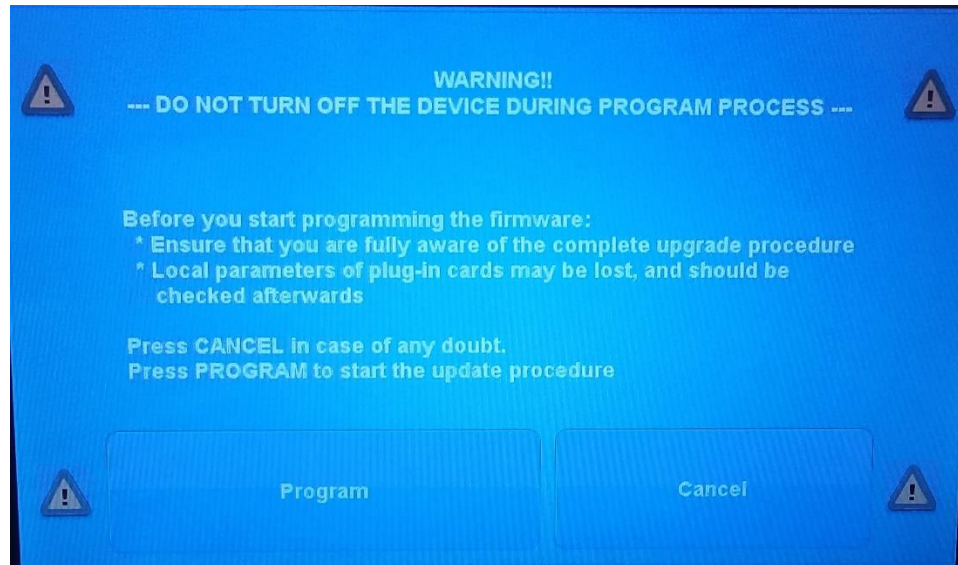 WARNING!!
--- DO NOT TURN OFF THE DEVICE DURING PROGRAM PROCESS ---
Before you start programming the firmware:
* Ensure that you are fully aware of the complete upgrade procedure
* Local parameters of plug-in cards may be lost, and should be
checked afterwards
Press CANCEL in case of any doubt.
Press PROGRAM to start the update procedure
Program
Cancel